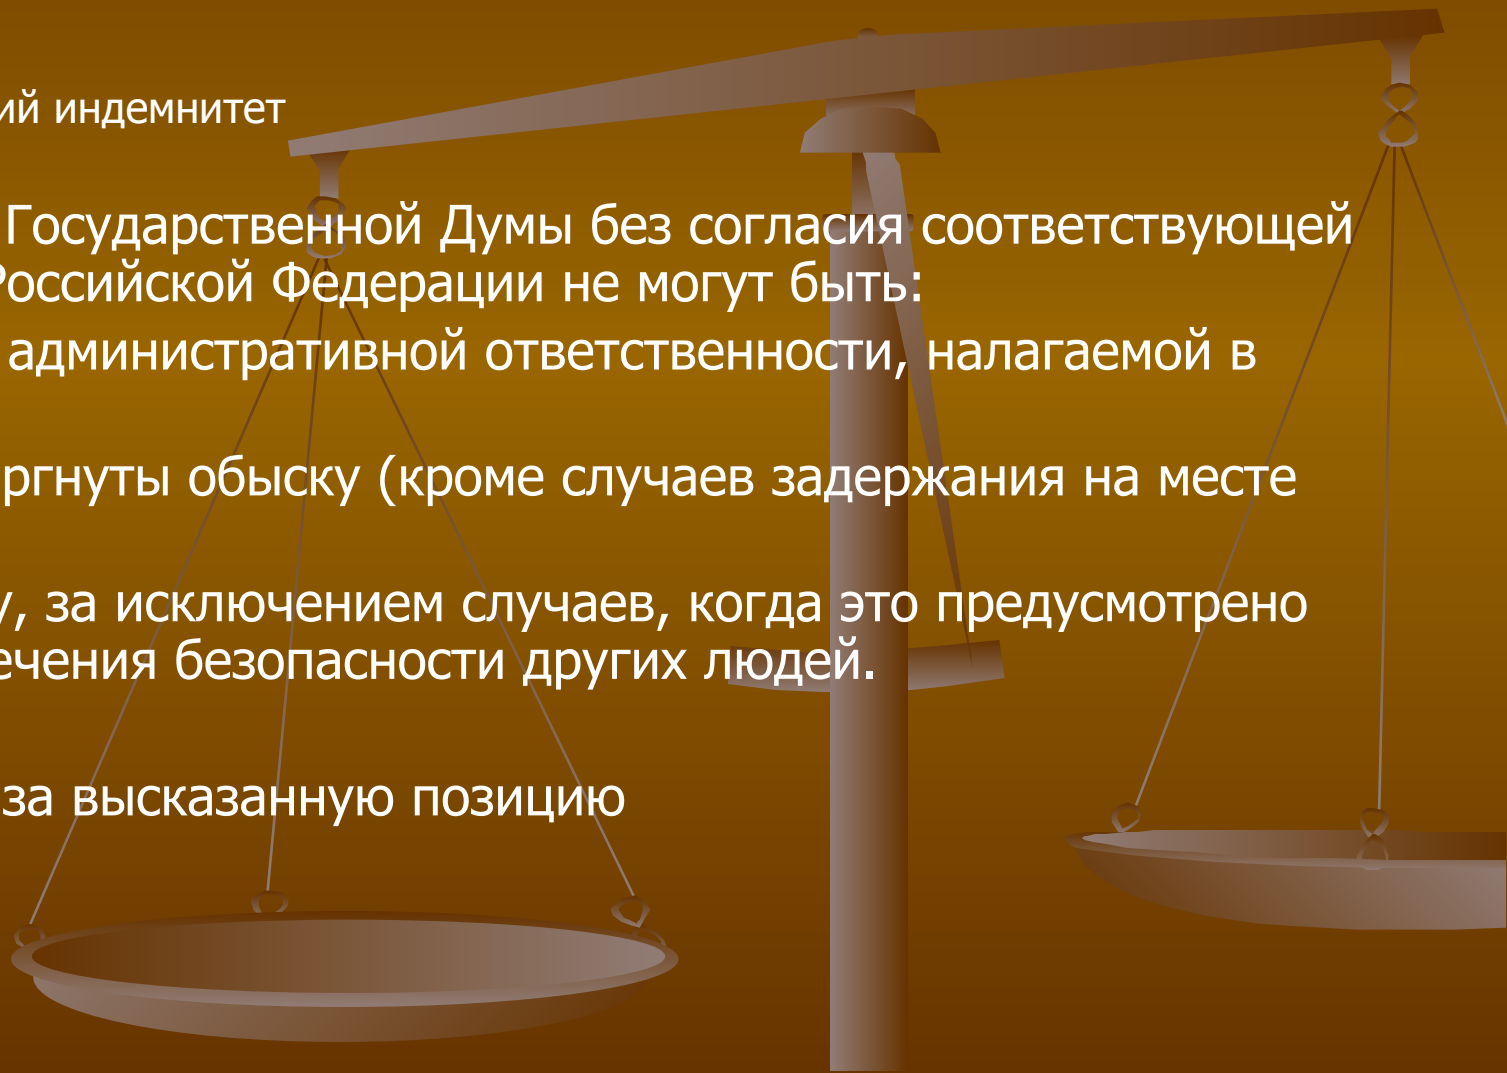 ий индемнитет
Государственной Думы без согласия соответствующей
Российской Федерации не могут быть:
административной ответственности, налагаемой в
ргнуты обыску (кроме случаев задержания на месте
у, за исключением случаев, когда это предусмотрено
ечения безопасности других людей.
за высказанную позицию